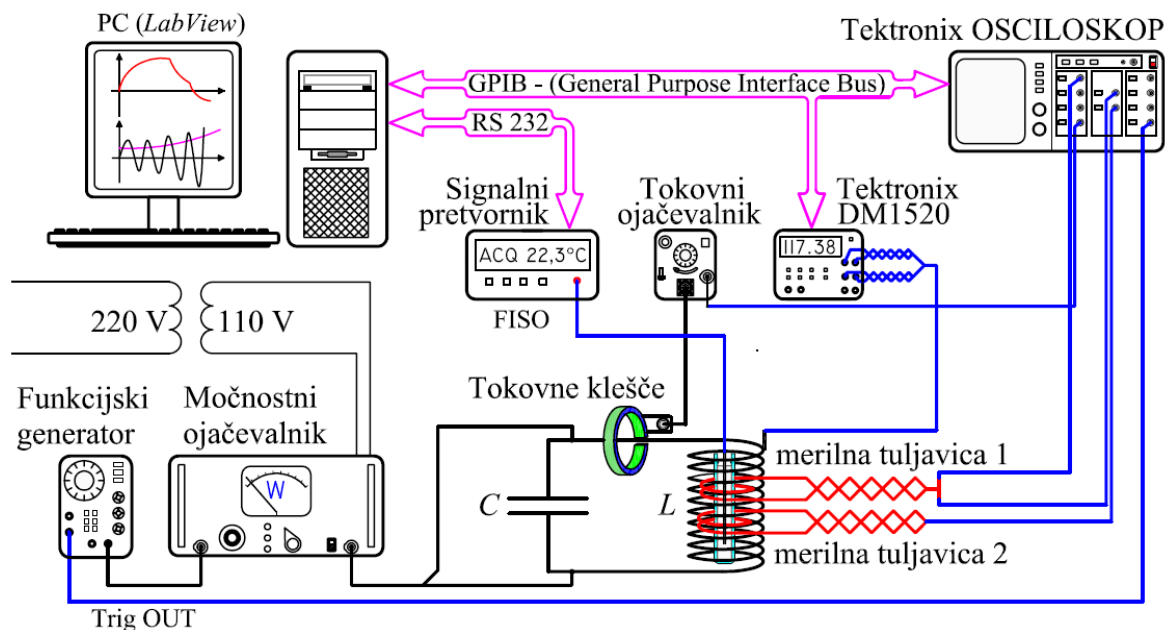 PC (LabView)
Tektronix OSCILOSKOP
GPIB - (General Purpose Interface Bus)
RS 232
Signalni
pretvornik
Tokovni
ojačevalnik
Tektronix
DM1520
ACQ 22,3°C
117.38
FISO
220 V
110 V
Tokovne klešče
Funkcijski
generator
Močnostni
ojačevalnik
W
C
L
merilna tuljavica 1
merilna tuljavica 2
Trig OUT